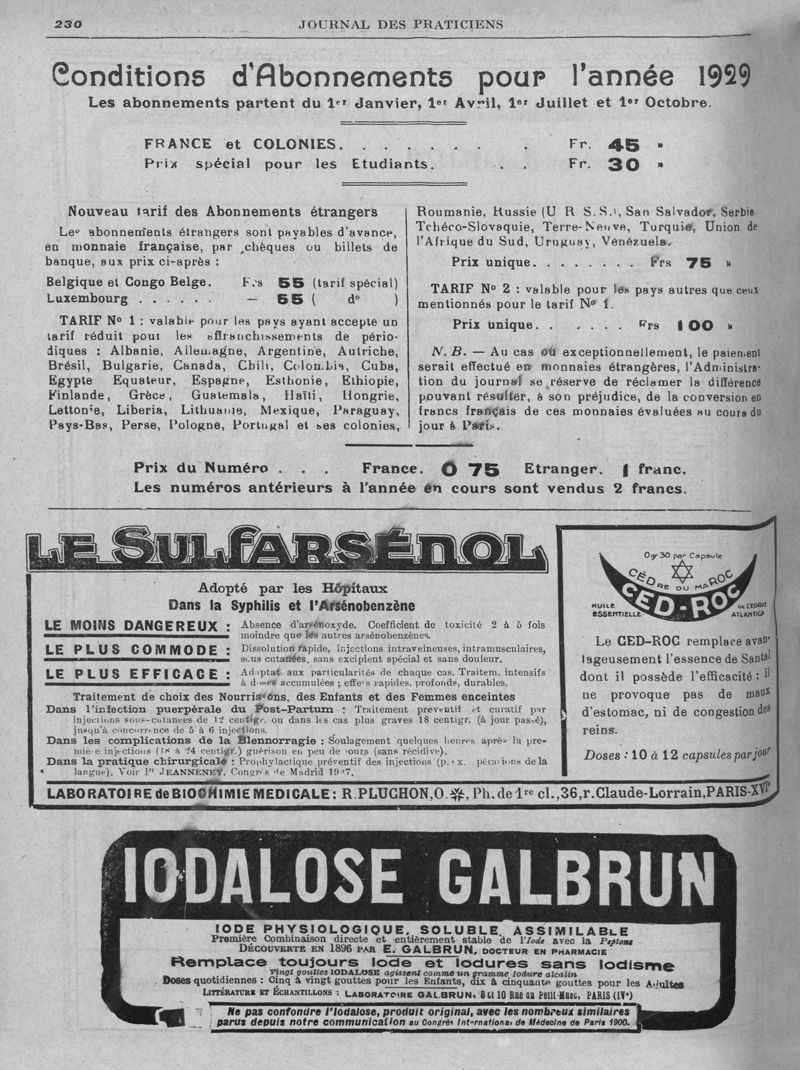 230
JOURNAL DES PRATICIENS
Conditions d'Abonnements pour l'année 1929
Les abonnements partent du 1er Janvier, 1er Avril, 1er Juillet et 1er Octobre.
FRANCE et COLONIES. . . . . . . . Fr. 45 »
Prix spécial pour les Etudiants. . . . Fr. 30 »
Nouveau tarif des Abonnements étrangers
Les abonnements étrangers sont payables d'avance,
en monnaie française, par chèques ou billets de
banque, aux prix ci-après :
Belgique et Congo Belge. Frs 55 (tarif spécial)
Luxembourg . . . . . . — 55 ( do )
TARIF No 1 : valable pour les pays ayant accepte un
tarif réduit pour les affranchissements de pério-
diques : Albanie, Allemagne, Argentine, Autriche,
Brésil, Bulgarie, Canada, Chili, Colombia, Cuba,
Egypte Equateur, Espagne, Esthonie, Ethiopie,
Finlande, Grèce, Guatemala, Haïti, Hongrie,
Lettonie, Liberia, Lithuanie, Mexique, Paraguay,
Pays-Bas, Perse, Pologne, Portugal et ses colonies,
Roumanie, Russie (U R S.S.), San Salvador, Serbie
Tchéco-Slovaquie, Terre-Neuve, Turquie, Union de
l'Afrique du Sud, Uruguay, Venézuela.
Prix unique. . . . . . . . Frs 75 »
TARIF No 2 : valable pour les pays autres que ceux
mentionnés pour le tarif No 1.
Prix unique. . . . . . Frs 100 »
N. B. — Au cas où exceptionnellement, le paiement
serait effectué en monnaies étrangères, l'Administra-
tion du journal se réserve de réclamer la différence
pouvant résulter, à son préjudice, de la conversion en
francs français de ces monnaies évaluées au cours du
jour à Paris.
Prix du Numéro . . . France. 0 75 Etranger. 1 franc.
Les numéros antérieurs à l'année en cours sont vendus 2 francs.
LE SULFARSÉNOL
Adopté par les Hôpitaux
Dans la Syphilis et l'Arsénobenzène
LE MOINS DANGEREUX : Absence d'arsénoxyde. Coefficient de toxicité 2 à 5 fois
moindre que les autres arsénobenzènes.
LE PLUS COMMODE : Dissolution rapide, injections intraveineuses, intramusculaires,
sous cutanées, sans excipient spécial et sans douleur.
LE PLUS EFFICACE : Adaptat. aux particularités de chaque cas. Traitem. intensifs
à doses accumulées ; effets rapides, profonds, durables.
Traitement de choix des Nourrissons, des Enfants et des Femmes enceintes
Dans l'infection puerpérale du Post-Partum : Traitement preventif et curatif par
injections sous-cutanées de 12 centigr. ou dans les cas plus graves 18 centigr. (à jour passé),
jusqu'à concurrence de 5 à 6 injections.
Dans les complications de la Blennorragie : Soulagement quelques heures après la pre-
mière injections (18 à 24 centigr.) guérison en peu de jours (sans récidive).
Dans la pratique chirurgicale : Prophylactique préventif des injections (p. ex. opérations de la
langue). Voir Pr JEANNENEY, Congrès de Madrid 1927.
0gr30 par Capsule
CÈDRE DU MAROC
CED-ROC
HUILE
ESSENTIELLE
DE CEDRUS
ATLANTICA
Le CED-ROC remplace avan-
tageusement l'essence de Santal
dont il possède l'efficacité : il
ne provoque pas de maux
d'estomac, ni de congestion des
reins.
Doses : 10 à 12 capsules par jour
LABORATOIRE de BIOCHIMIE MEDICALE : R. PLUCHON, O. ✻, Ph. de 1re cl., 36, r. Claude-Lorrain, PARIS-XVIe
IODALOSE GALBRUN
IODE PHYSIOLOGIQUE, SOLUBLE, ASSIMILABLE
Première Combinaison directe et entièrement stable de l'Iode avec la Peptone
DÉCOUVERTE EN 1896 PAR E. GALBRUN, DOCTEUR EN PHARMACIE
Remplace toujours Iode et Iodures sans Iodisme
Vingt gouttes IODALOSE agissent comme un gramme Iodure alcalin
Doses quotidiennes : Cinq à vingt gouttes pour les Enfants, dix à cinquante gouttes pour les Adultes
LITTÉRATURE ET ÉCHANTILLONS : LABORATOIRE GALBRUN, 8 et 10 Rue du Petit-Musc, PARIS (IVe)
Ne pas confondre l'Iodalose, produit original, avec les nombreux similaires
parus depuis notre communication au Congrès International de Médecine de Paris 1900.